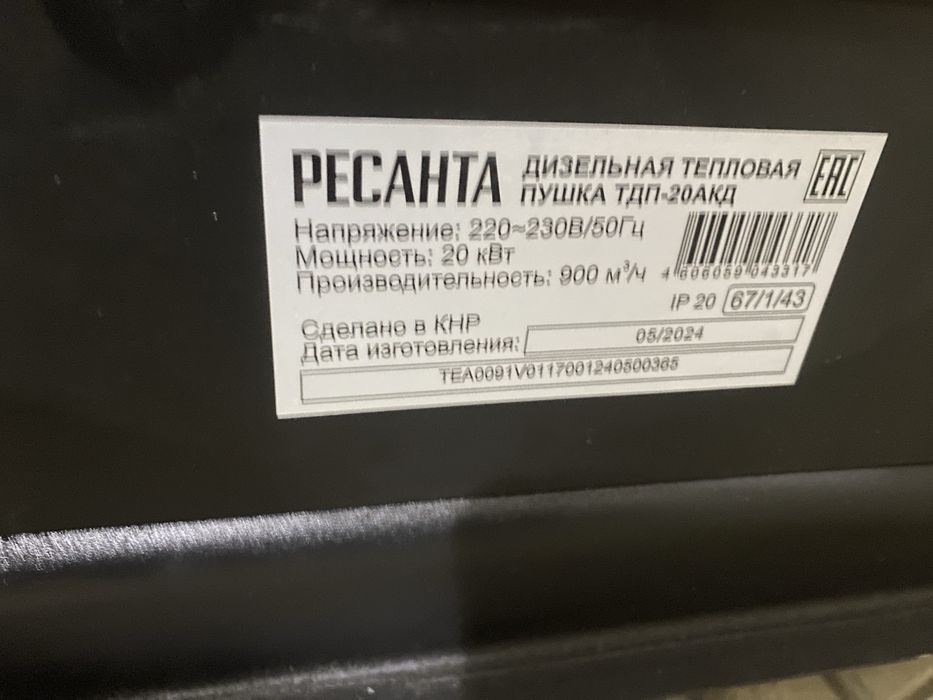 РЕСАНТА ДИЗЕЛЬНАЯ ТЕПЛОВАЯ ПУШКА ТДП-20АКД EAC
Напряжение: 220~230В/50Гц
Мощность: 20 кВт
Производительность: 900 м³/ч
4 606059 043317
IP 20 67/1/43
Сделано в КНР
Дата изготовления: 05/2024
TEA0091V0117001240500365